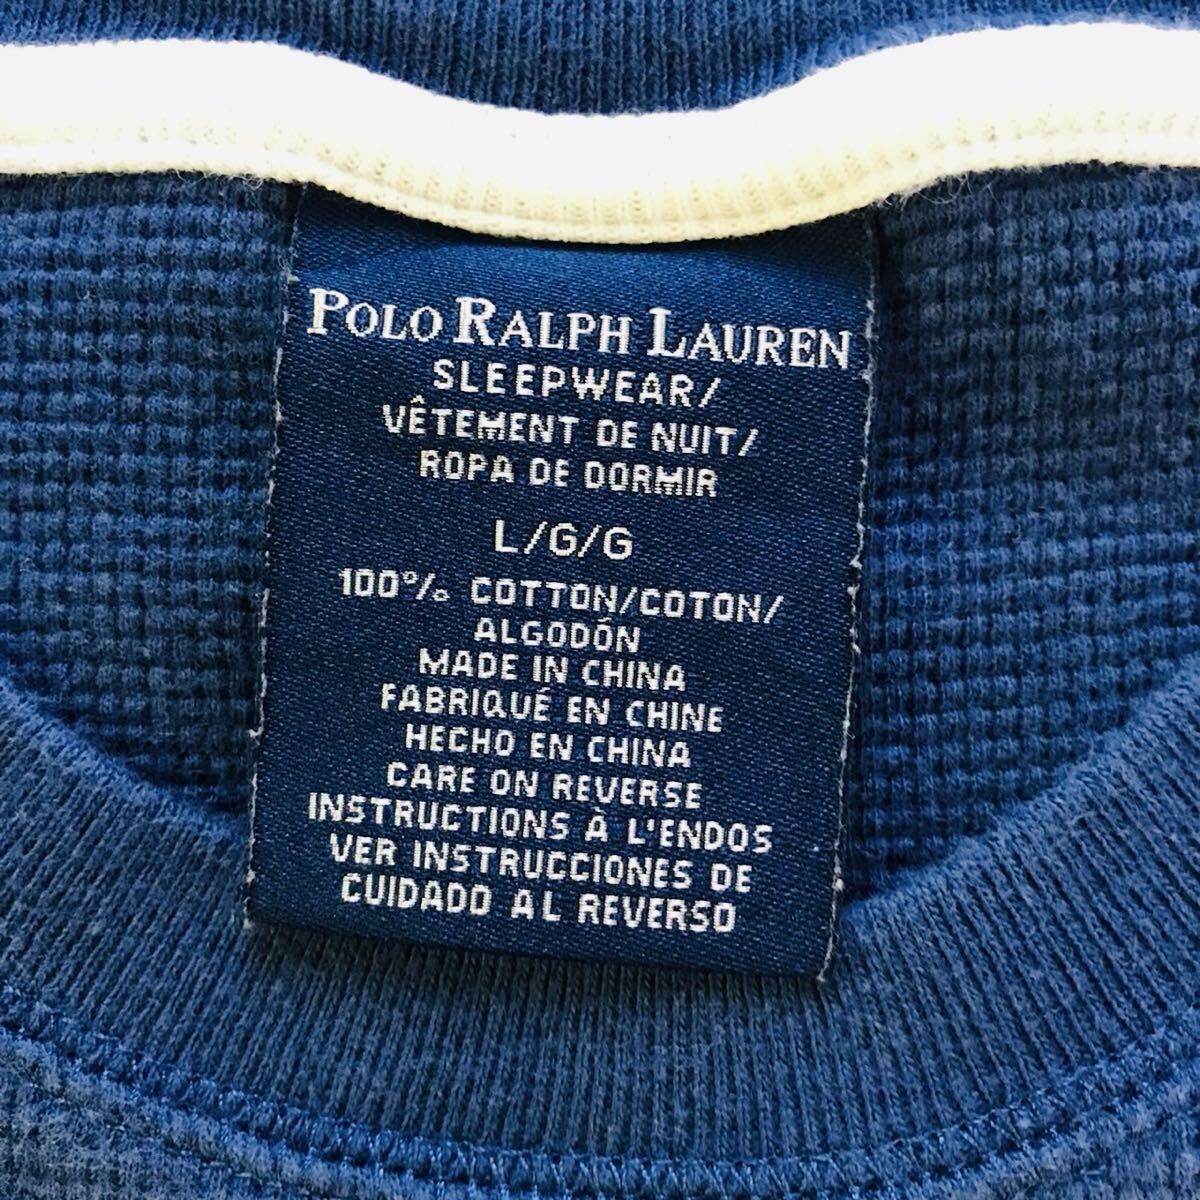 POLO RALPH LAUREN
SLEEPWEAR/
VÊTEMENT DE NUIT/
ROPA DE DORMIR
L/G/G
100% COTTON/COTON/
ALGODÓN
MADE IN CHINA
FABRIQUÉ EN CHINE
HECHO EN CHINA
CARE ON REVERSE
INSTRUCTIONS À L'ENDOS
VER INSTRUCCIONES DE
CUIDADO AL REVERSO